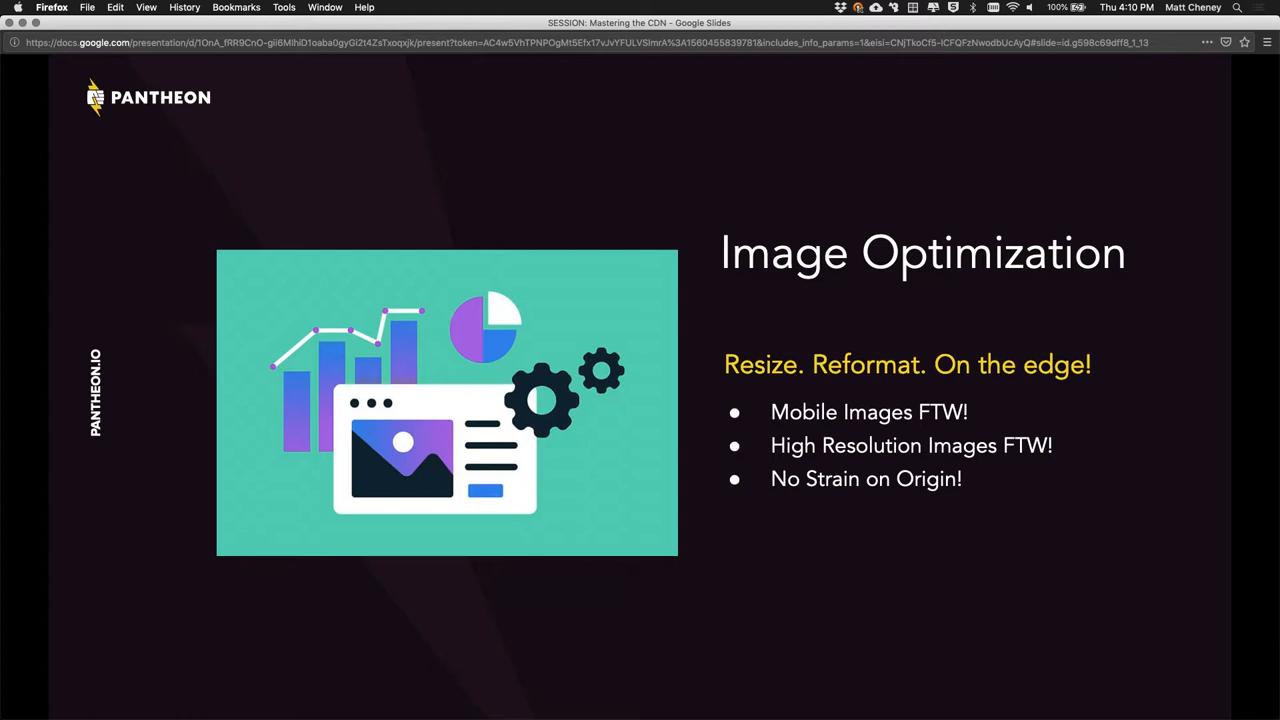 Firefox File Edit View History Bookmarks Tools Window Help 100% Thu 4:10 PM Matt Cheney
SESSION: Mastering the CDN - Google Slides
PANTHEON
PANTHEON.IO
Image Optimization
Resize. Reformat. On the edge!
● Mobile Images FTW!
● High Resolution Images FTW!
● No Strain on Origin!